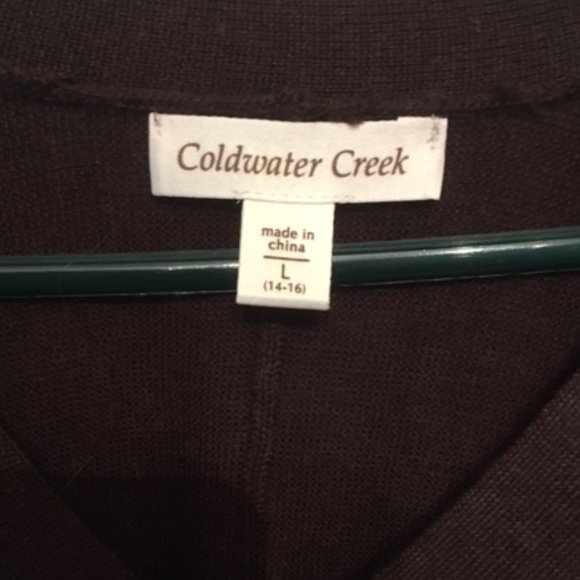 Coldwater Creek
made in
china
L
(14-16)